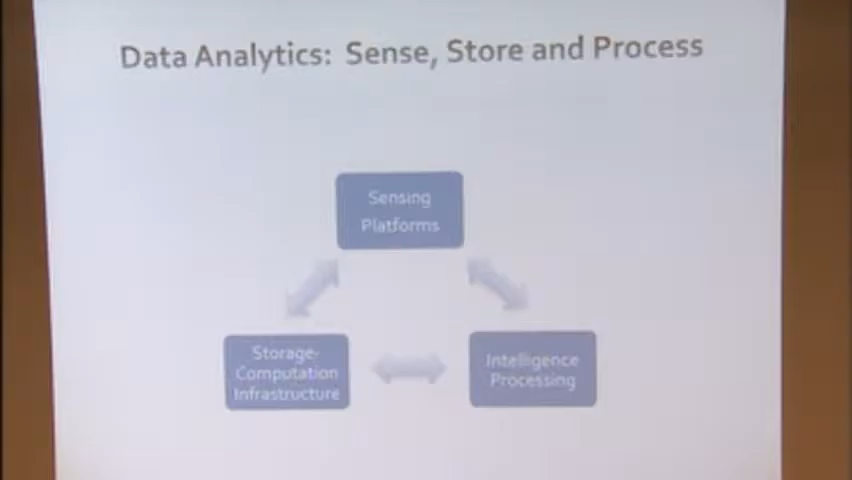 Data Analytics: Sense, Store and Process
Sensing
Platforms
Storage-
Computation
Infrastructure
Intelligence
Processing